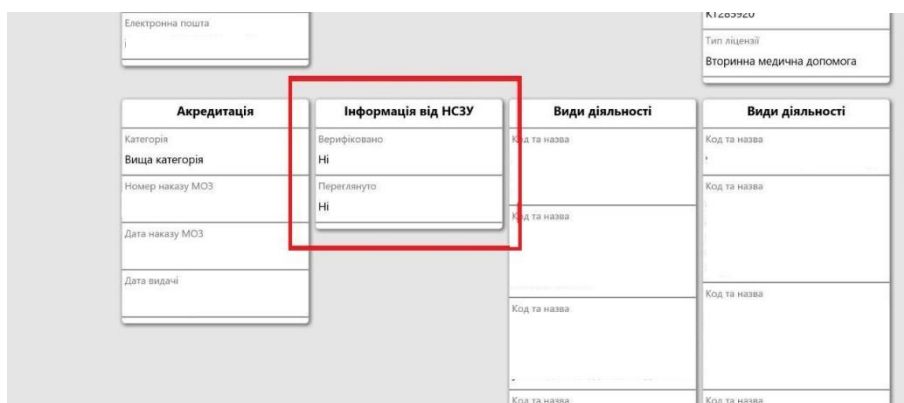 Електронна пошта
КТ285920
Тип ліцензії
Вторинна медична допомога
Акредитація
Категорія
Вища категорія
Номер наказу МОЗ
Дата наказу МОЗ
Дата видачі
Інформація від НСЗУ
Верифіковано
Ні
Переглянуто
Ні
Види діяльності
Код та назва
Код та назва
Код та назва
Код та назва
Види діяльності
Код та назва
Код та назва
Код та назва
Код та назва